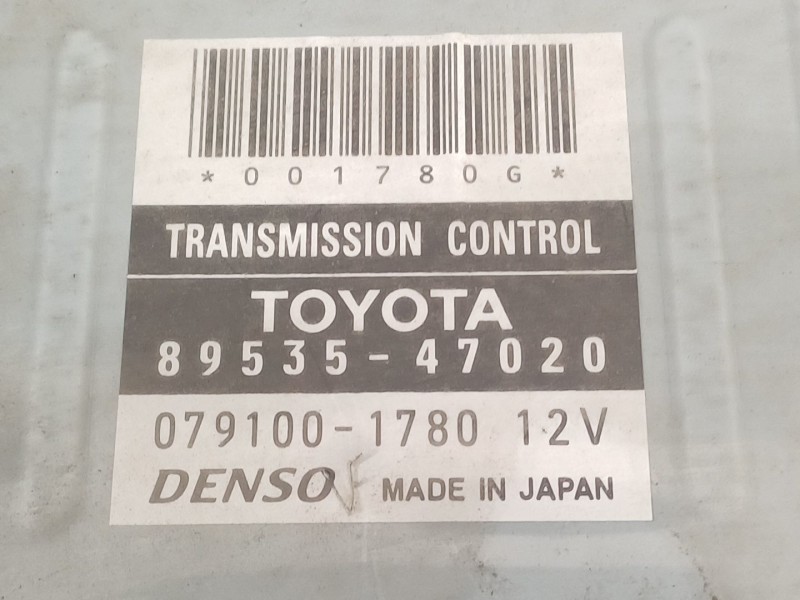 *001780G*
TRANSMISSION CONTROL
TOYOTA
89535-47020
079100-1780 12V
DENSO MADE IN JAPAN